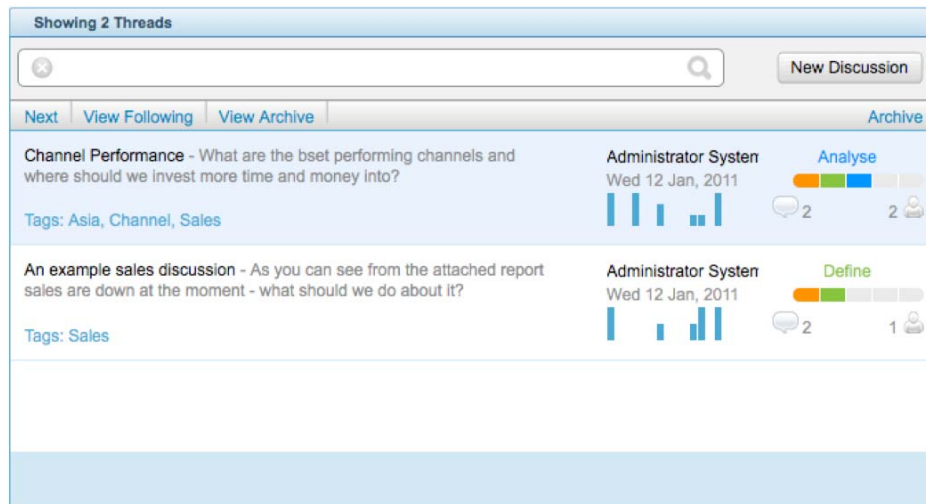 Showing 2 Threads
New Discussion
Next View Following View Archive Archive
Channel Performance - What are the bset performing channels and
where should we invest more time and money into?
Tags: Asia, Channel, Sales
Administrator System
Wed 12 Jan, 2011
Analyse
2 2
An example sales discussion - As you can see from the attached report
sales are down at the moment - what should we do about it?
Tags: Sales
Administrator System
Wed 12 Jan, 2011
Define
2 1